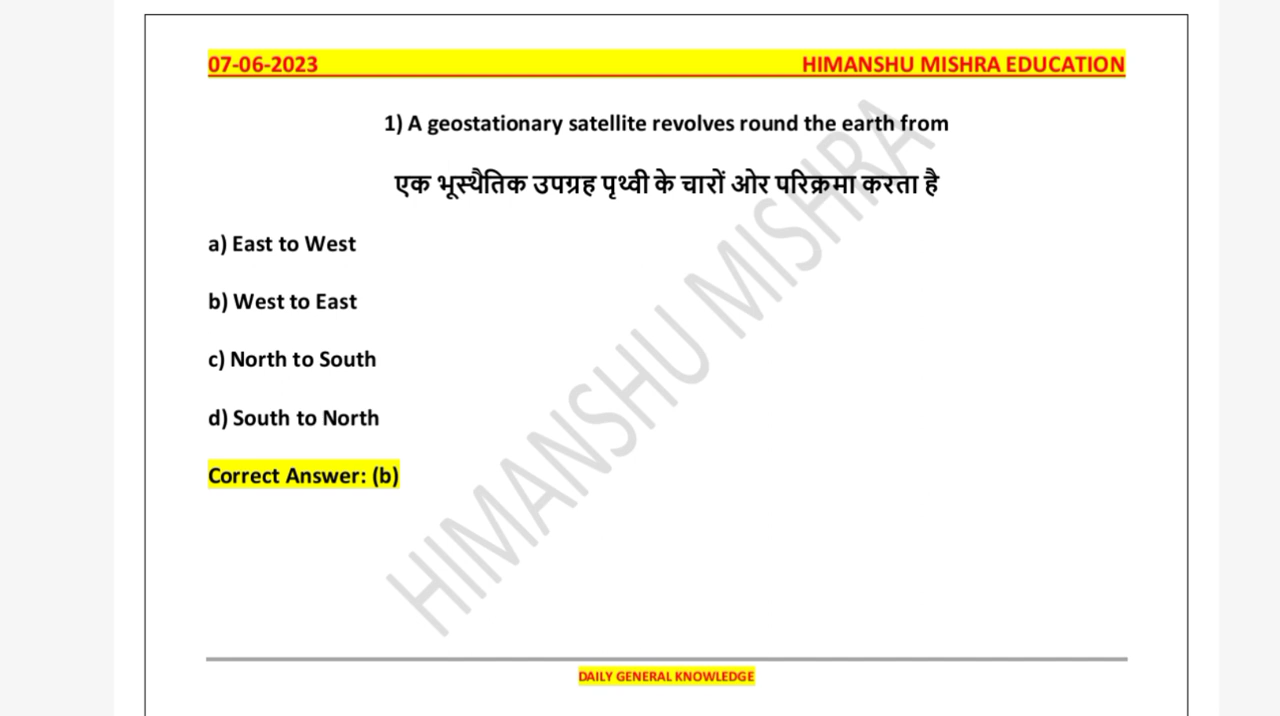 07-06-2023 HIMANSHU MISHRA EDUCATION
1) A geostationary satellite revolves round the earth from
एक भूस्थैतिक उपग्रह पृथ्वी के चारों ओर परिक्रमा करता है
a) East to West
b) West to East
c) North to South
d) South to North
Correct Answer: (b)
HIMANSHU MISHRA
DAILY GENERAL KNOWLEDGE